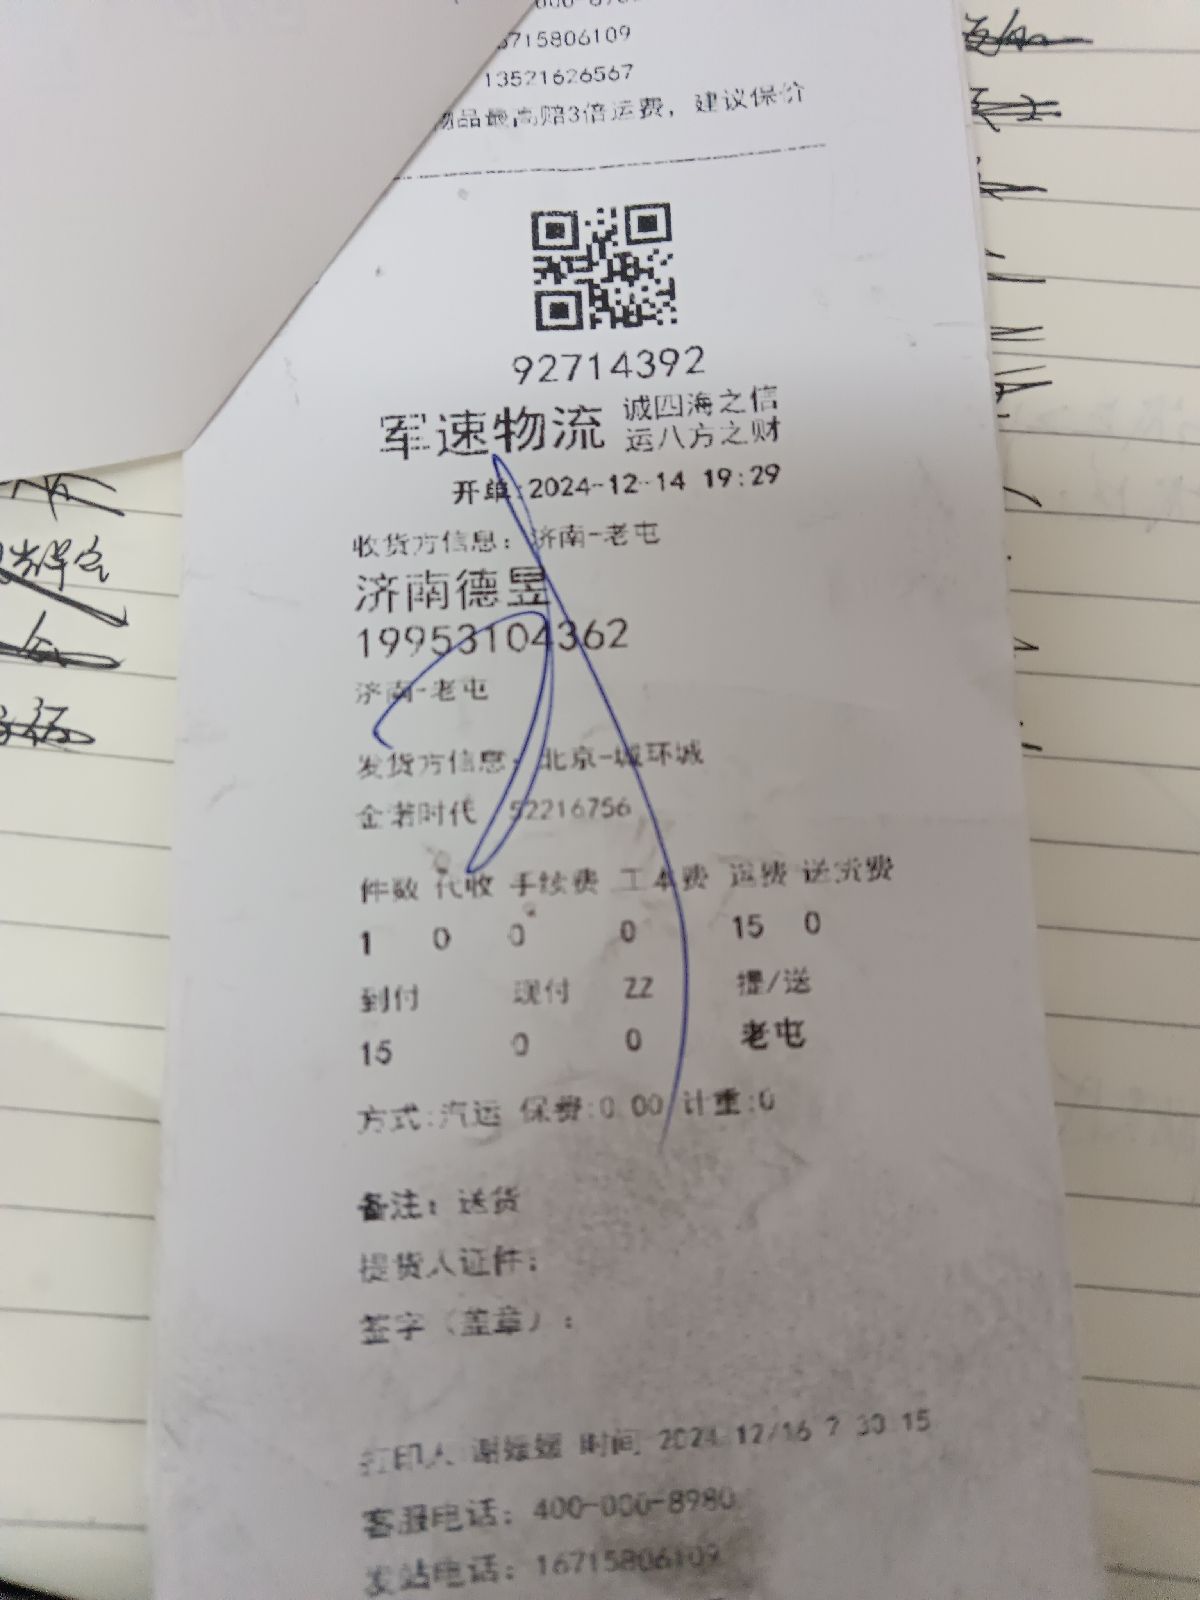 6715806109
13521626567
物品最高赔3倍运费，建议保价
92714392
军速物流 诚四海之信
运八方之财
开单:2024-12-14 19:29
收货方信息：济南-老屯
济南德昱
19953104362
济南-老屯
发货方信息：北京-城环城
金诺时代 52216756
件数 代收 手续费 工本费 运费 送货费
1 0 0 0 15 0
到付 现付 ZZ 提/送
15 0 0 老屯
方式:汽运 保费:0.00 计重:0
备注：送货
提货人证件：
签字（盖章）：
打印人 谢媛媛 时间 2024/12/16 7:30:15
客服电话：400-000-8980
发站电话：16715806109